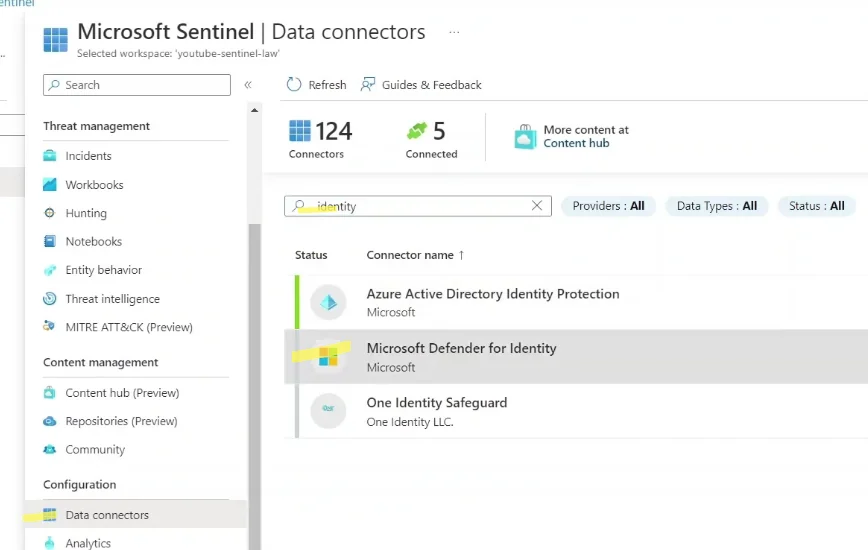 entinel
Microsoft Sentinel | Data connectors ...
Selected workspace: 'youtube-sentinel-law'
Search
«
Refresh
Guides & Feedback
Threat management
Incidents
Workbooks
Hunting
Notebooks
Entity behavior
Threat intelligence
MITRE ATT&CK (Preview)
Content management
Content hub (Preview)
Repositories (Preview)
Community
Configuration
Data connectors
Analytics
124
Connectors
5
Connected
More content at
Content hub
identity
Providers : All
Data Types : All
Status : All
Status
Connector name ↑
Azure Active Directory Identity Protection
Microsoft
Microsoft Defender for Identity
Microsoft
One Identity Safeguard
One Identity LLC.